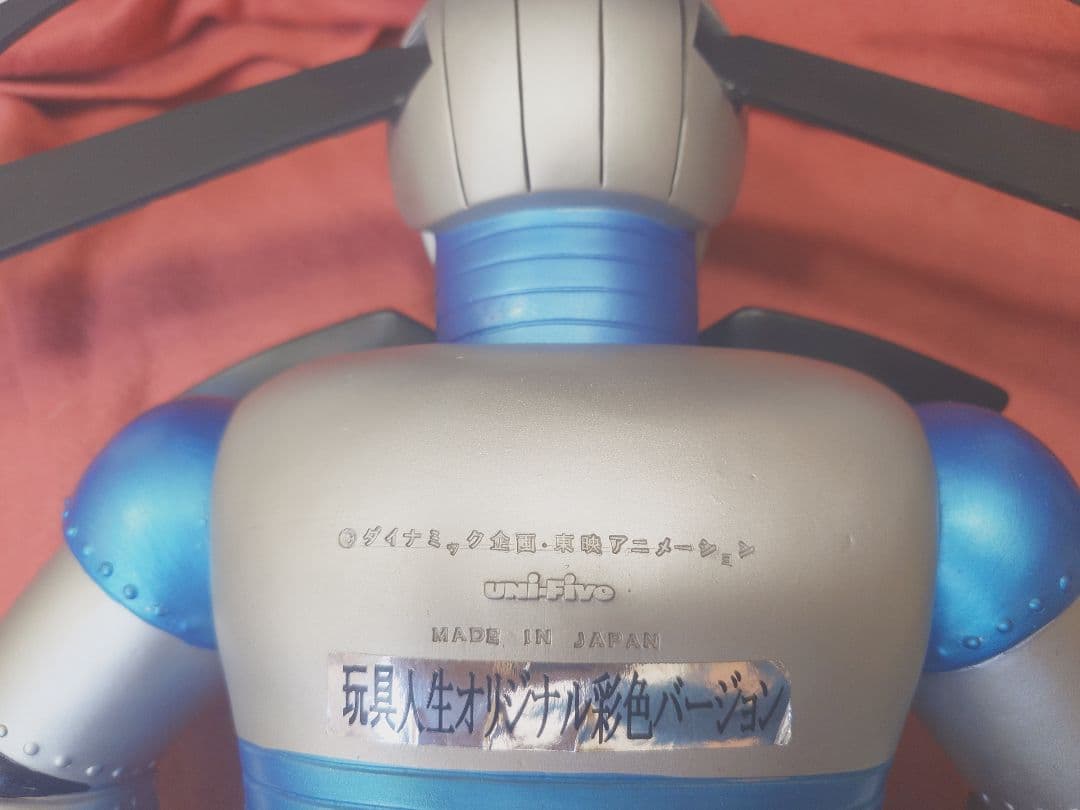 ©ダイナミック企画・東映アニメーション
UNi-Five
MADE IN JAPAN
玩具人生オリジナル彩色バージョン